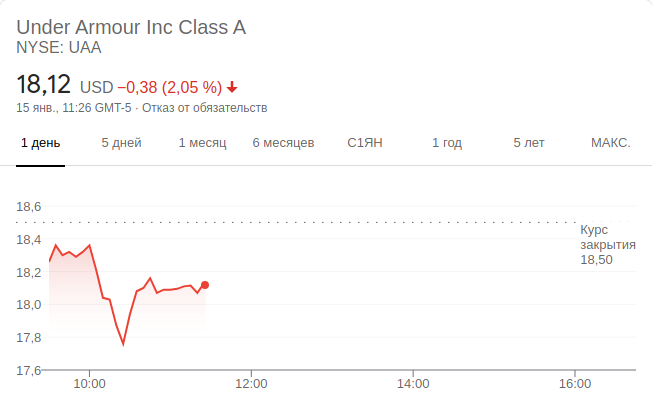 Under Armour Inc Class A
NYSE: UAA
18,12 USD −0,38 (2,05 %)
15 янв., 11:26 GMT-5 · Отказ от обязательств
1 день 5 дней 1 месяц 6 месяцев С1ЯН 1 год 5 лет МАКС.
18,6
Курс
закрытия
18,50
18,4
18,2
18,0
17,8
17,6
10:00 12:00 14:00 16:00